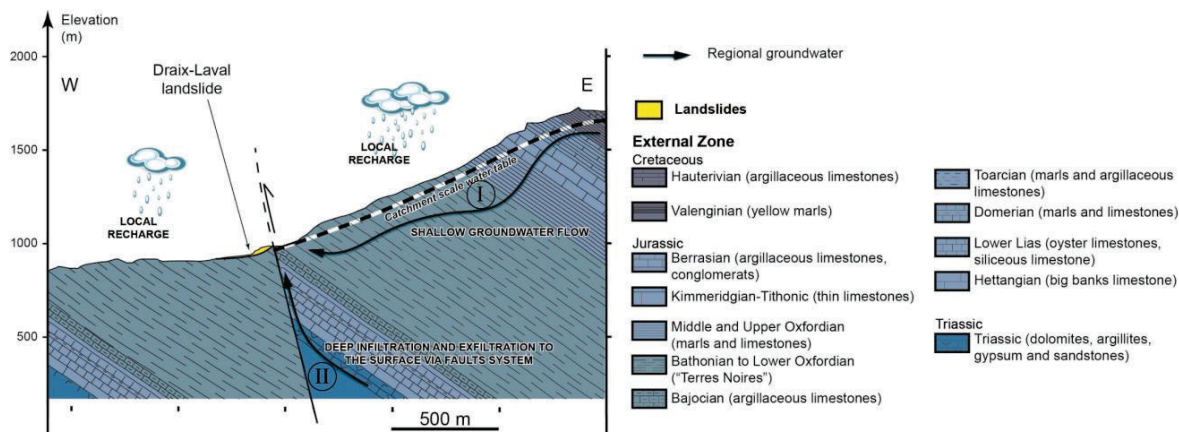 Elevation
(m)
2000
W
E
Draix-Laval
landslide
LOCAL
RECHARGE
1500
LOCAL
RECHARGE
I
Catchment scale water table
SHALLOW GROUNDWATER FLOW
1000
500
DEEP INFILTRATION AND EXFILTRATION TO
THE SURFACE VIA FAULTS SYSTEM
II
500 m
Regional groundwater
Landslides
External Zone
Cretaceous
Hauterivian (argillaceous limestones)
Valenginian (yellow marls)
Jurassic
Berrasian (argillaceous limestones,
conglomerats)
Kimmeridgian-Tithonic (thin limestones)
Middle and Upper Oxfordian
(marls and limestones)
Bathonian to Lower Oxfordian
("Terres Noires")
Bajocian (argillaceous limestones)
Toarcian (marls and argillaceous
limestones)
Domerian (marls and limestones)
Lower Lias (oyster limestones,
siliceous limestone)
Hettangian (big banks limestone)
Triassic
Triassic (dolomites, argillites,
gypsum and sandstones)